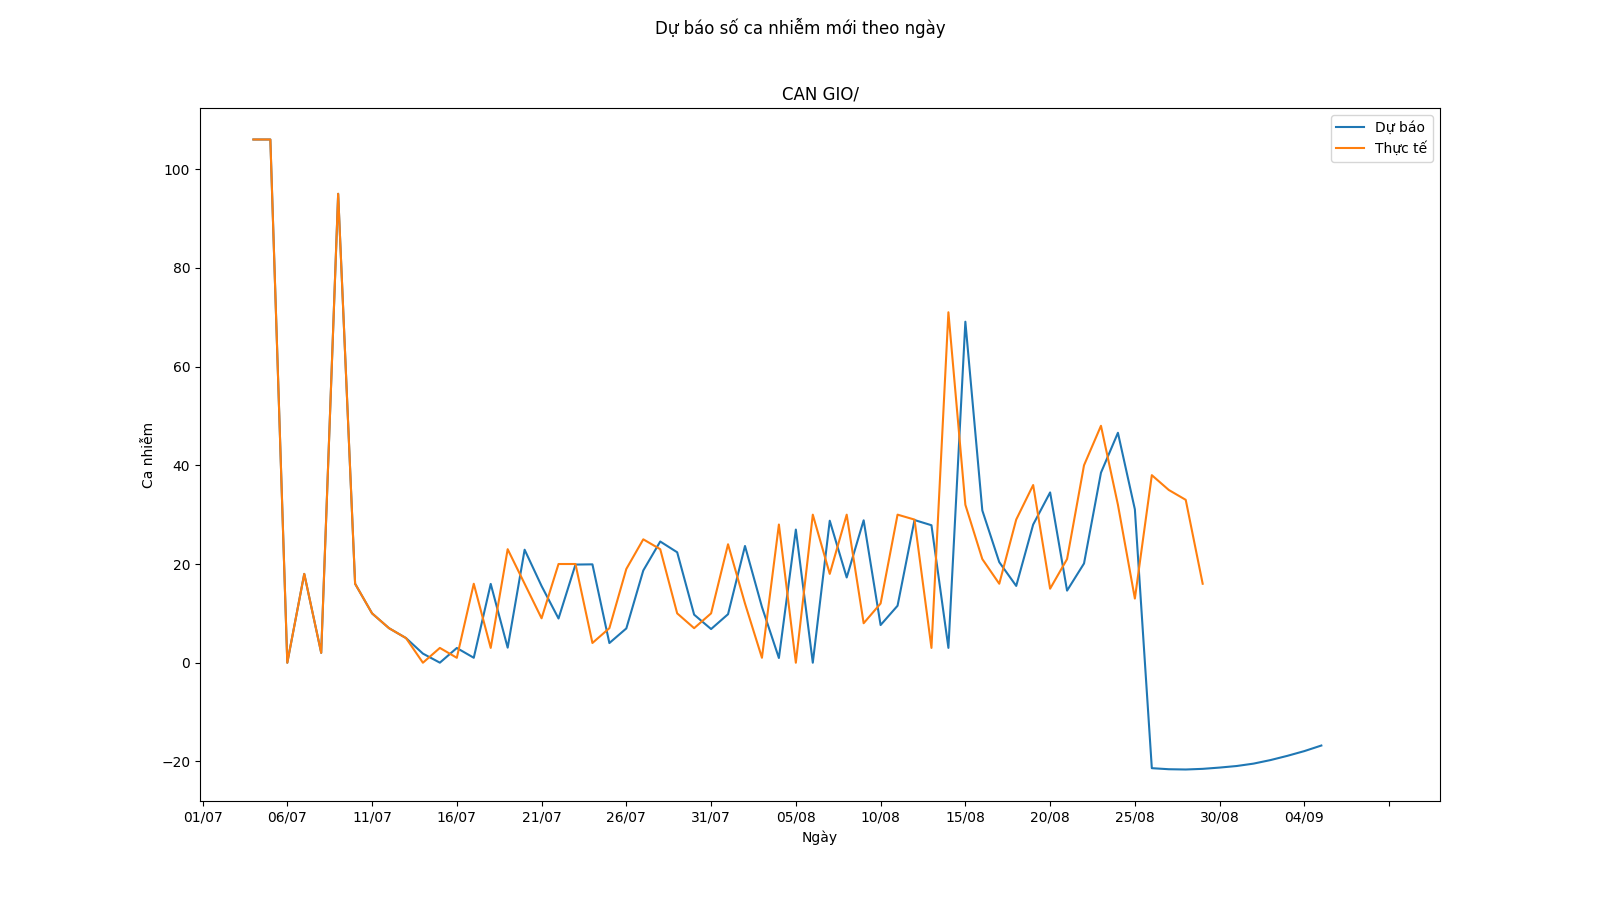 Dự báo số ca nhiễm mới theo ngày
CAN GIO/
Dự báo
Thực tế
100
80
60
40
20
0
−20
Ca nhiễm
01/07 06/07 11/07 16/07 21/07 26/07 31/07 05/08 10/08 15/08 20/08 25/08 30/08 04/09
Ngày